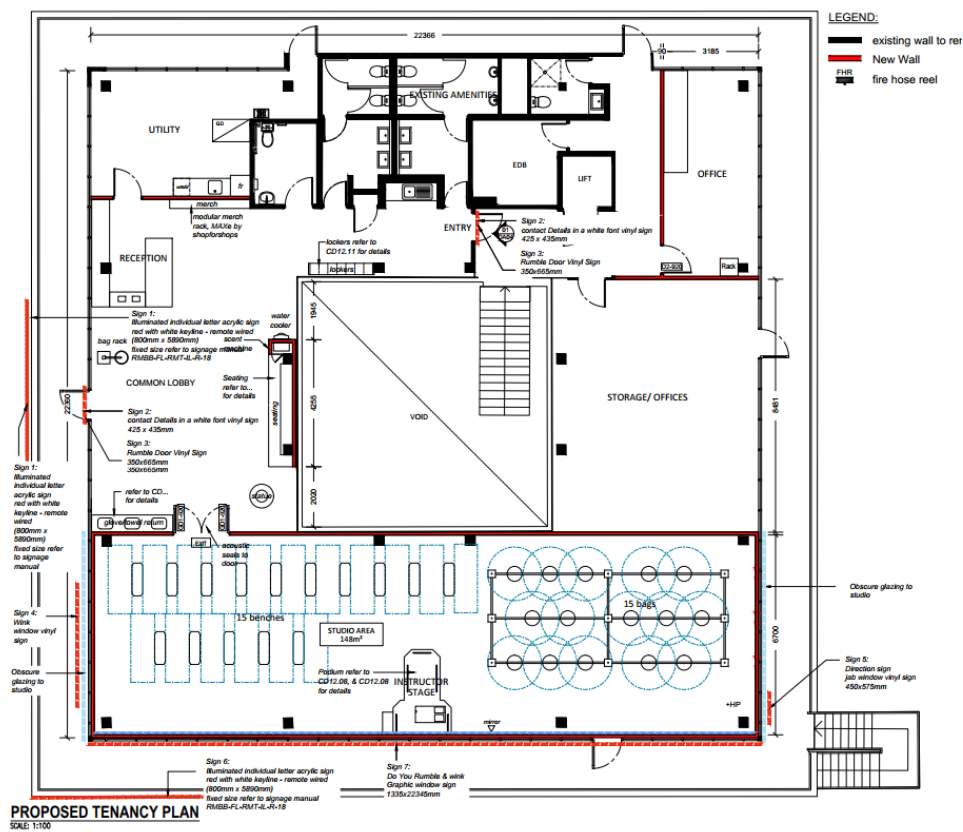 LEGEND:
existing wall to rer
New Wall
FHR
fire hose reel
22366
90
3185
EXISTING AMENITIES
UTILITY
GO
EDB
LIFT
OFFICE
fr
merch
modular merch
rack, MAXe by
shopforshops
ENTRY
01
Sign 2:
contact Details in a white font vinyl sign
425 x 435mm
Sign 3:
Rumble Door Vinyl Sign
350x665mm
Rack
RECEPTION
lockers refer to
CD12.11 for details
lockers
Sign 1:
Illuminated individual letter acrylic sign
red with white keyline - remote wired
(800mm x 5890mm)
fixed size refer to signage manual
RMBB-FL-RMT-IL-R-18
water
cooler
scent
machine
bag rack
COMMON LOBBY
Seating
refer to...
for details
seating
1945
4255
2020
VOID
STORAGE/ OFFICES
8481
22360
Sign 2:
contact Details in a white font vinyl sign
425 x 435mm
Sign 3:
Rumble Door Vinyl Sign
350x665mm
350x665mm
Sign 1:
Illuminated
individual letter
acrylic sign
red with white
keyline - remote
wired
(800mm x
5890mm)
fixed size refer
to signage
manual
refer to CD...
for details
glove/towel return
statue
Exit
acoustic
seals to
door
15 benches
STUDIO AREA
148m²
15 bags
6700
Obscure glazing to
studio
Sign 4:
Wink
window vinyl
sign
Obscure
glazing to
studio
Podium refer to
CD12.08, & CD12.08
for details
INSTRUCTOR
STAGE
mirror
+HP
Sign 5:
Direction sign
jab window vinyl sign
450x575mm
Sign 6:
Illuminated individual letter acrylic sign
red with white keyline - remote wired
(800mm x 5890mm)
fixed size refer to signage manual
RMBB-FL-RMT-IL-R-18
Sign 7:
Do You Rumble & wink
Graphic window sign
1335x22345mm
PROPOSED TENANCY PLAN
SCALE: 1:100